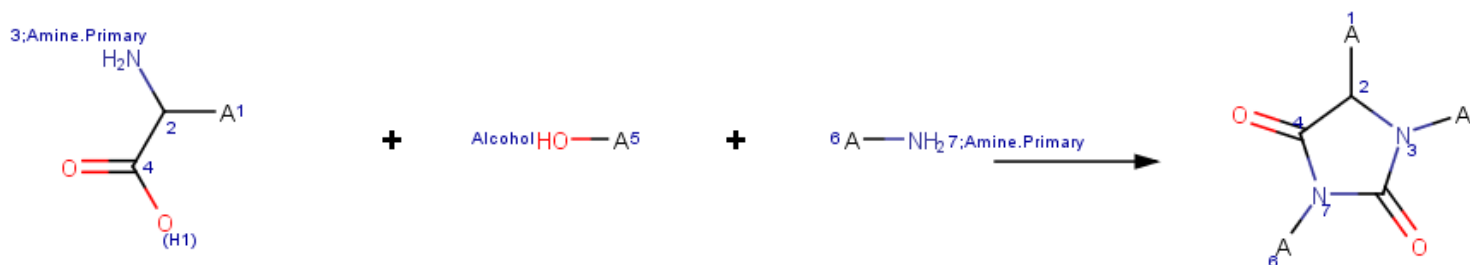 3;Amine.Primary
H2N
A1
2
O
4
O
(H1)
+
Alcohol HO A5
+
6 A NH2 7;Amine.Primary
1
A
2
O
4
N
3
A
N
7
A
6
O